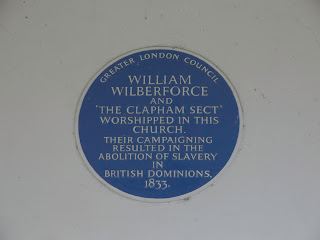 GREATER LONDON COUNCIL
WILLIAM
WILBERFORCE
AND
'THE CLAPHAM SECT'
WORSHIPPED IN THIS
CHURCH.
THEIR CAMPAIGNING
RESULTED IN THE
ABOLITION OF SLAVERY
IN
BRITISH DOMINIONS,
1833.